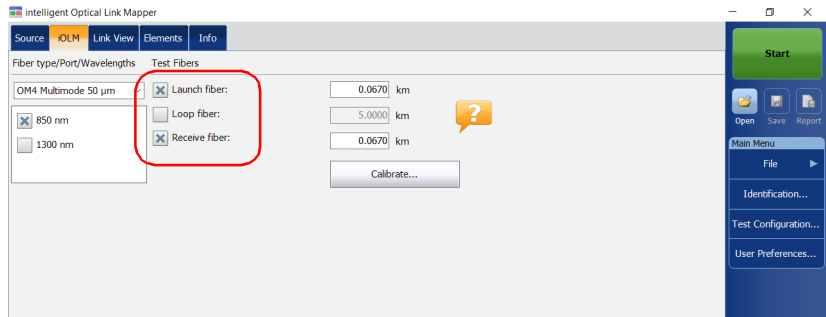 intelligent Optical Link Mapper
Source iOLM Link View Elements Info
Fiber type/Port/Wavelengths Test Fibers
OM4 Multimode 50 µm
850 nm
1300 nm
Launch fiber: 0.0670 km
Loop fiber: 5.0000 km
Receive fiber: 0.0670 km
?
Calibrate...
Start
Open Save Report
Main Menu
File
Identification...
Test Configuration...
User Preferences...